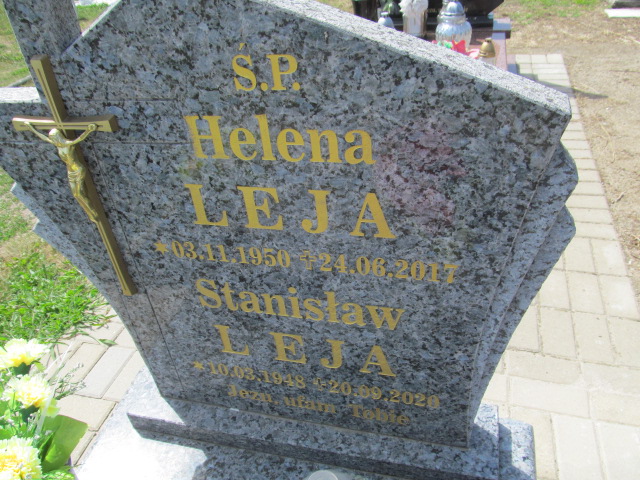 Ś.P.
Helena
LEJA
*03.11.1950 ✝24.06.2017
Stanisław
LEJA
*10.03.1948 ✝20.09.2020
Jezu ufam Tobie